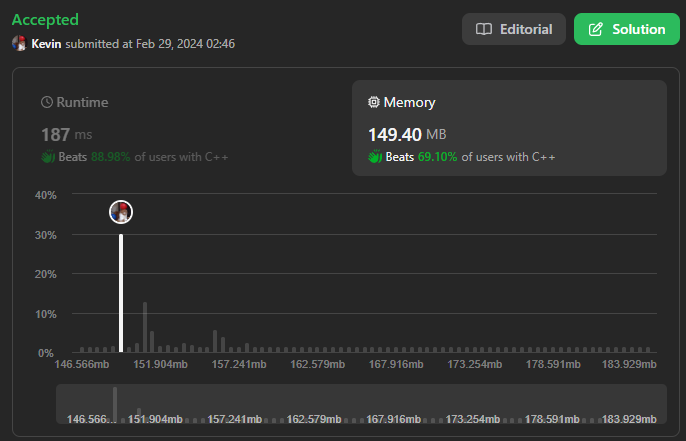 Accepted
Kevin submitted at Feb 29, 2024 02:46
Editorial
Solution
Runtime
187 ms
Beats 88.98% of users with C++
Memory
149.40 MB
Beats 69.10% of users with C++
40%
30%
20%
10%
0%
146.566mb 151.904mb 157.241mb 162.579mb 167.916mb 173.254mb 178.591mb 183.929mb
146.566... 151.904mb 157.241mb 162.579mb 167.916mb 173.254mb 178.591mb 183.929mb